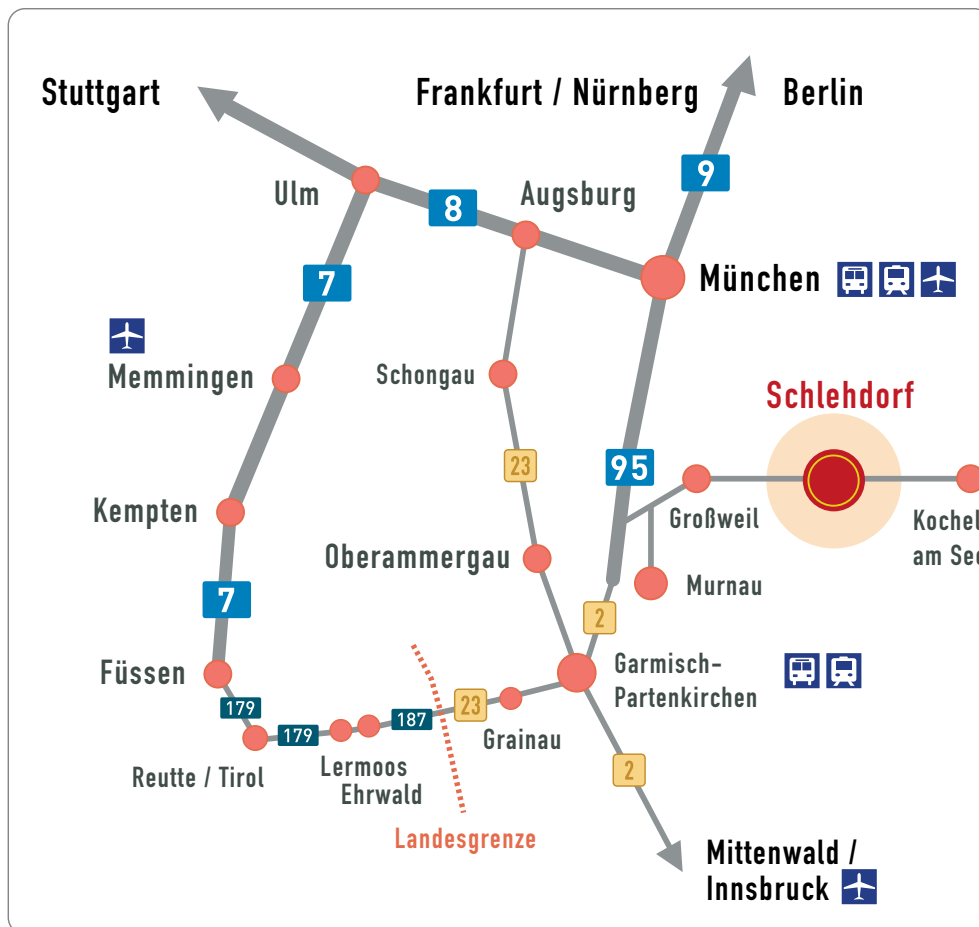 Stuttgart
Frankfurt / Nürnberg
Berlin
9
Ulm
8
Augsburg
7
München
Memmingen
Schongau
Schlehdorf
23
95
Kempten
Großweil
Kochel
am See
Oberammergau
Murnau
7
2
Füssen
Garmisch-
Partenkirchen
179
179
187
23
Grainau
Reutte / Tirol
Lermoos
Ehrwald
2
Landesgrenze
Mittenwald /
Innsbruck